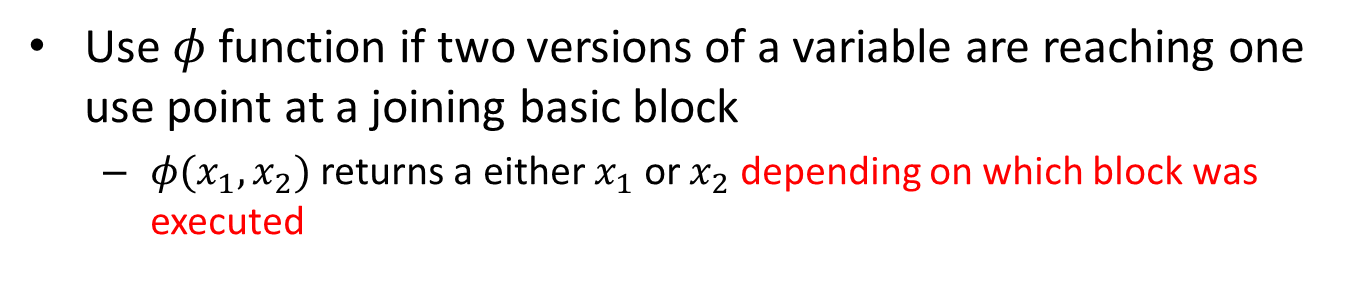 • Use 𝜙 function if two versions of a variable are reaching one
use point at a joining basic block
– 𝜙(𝑥₁, 𝑥₂) returns a either 𝑥₁ or 𝑥₂ depending on which block was
executed